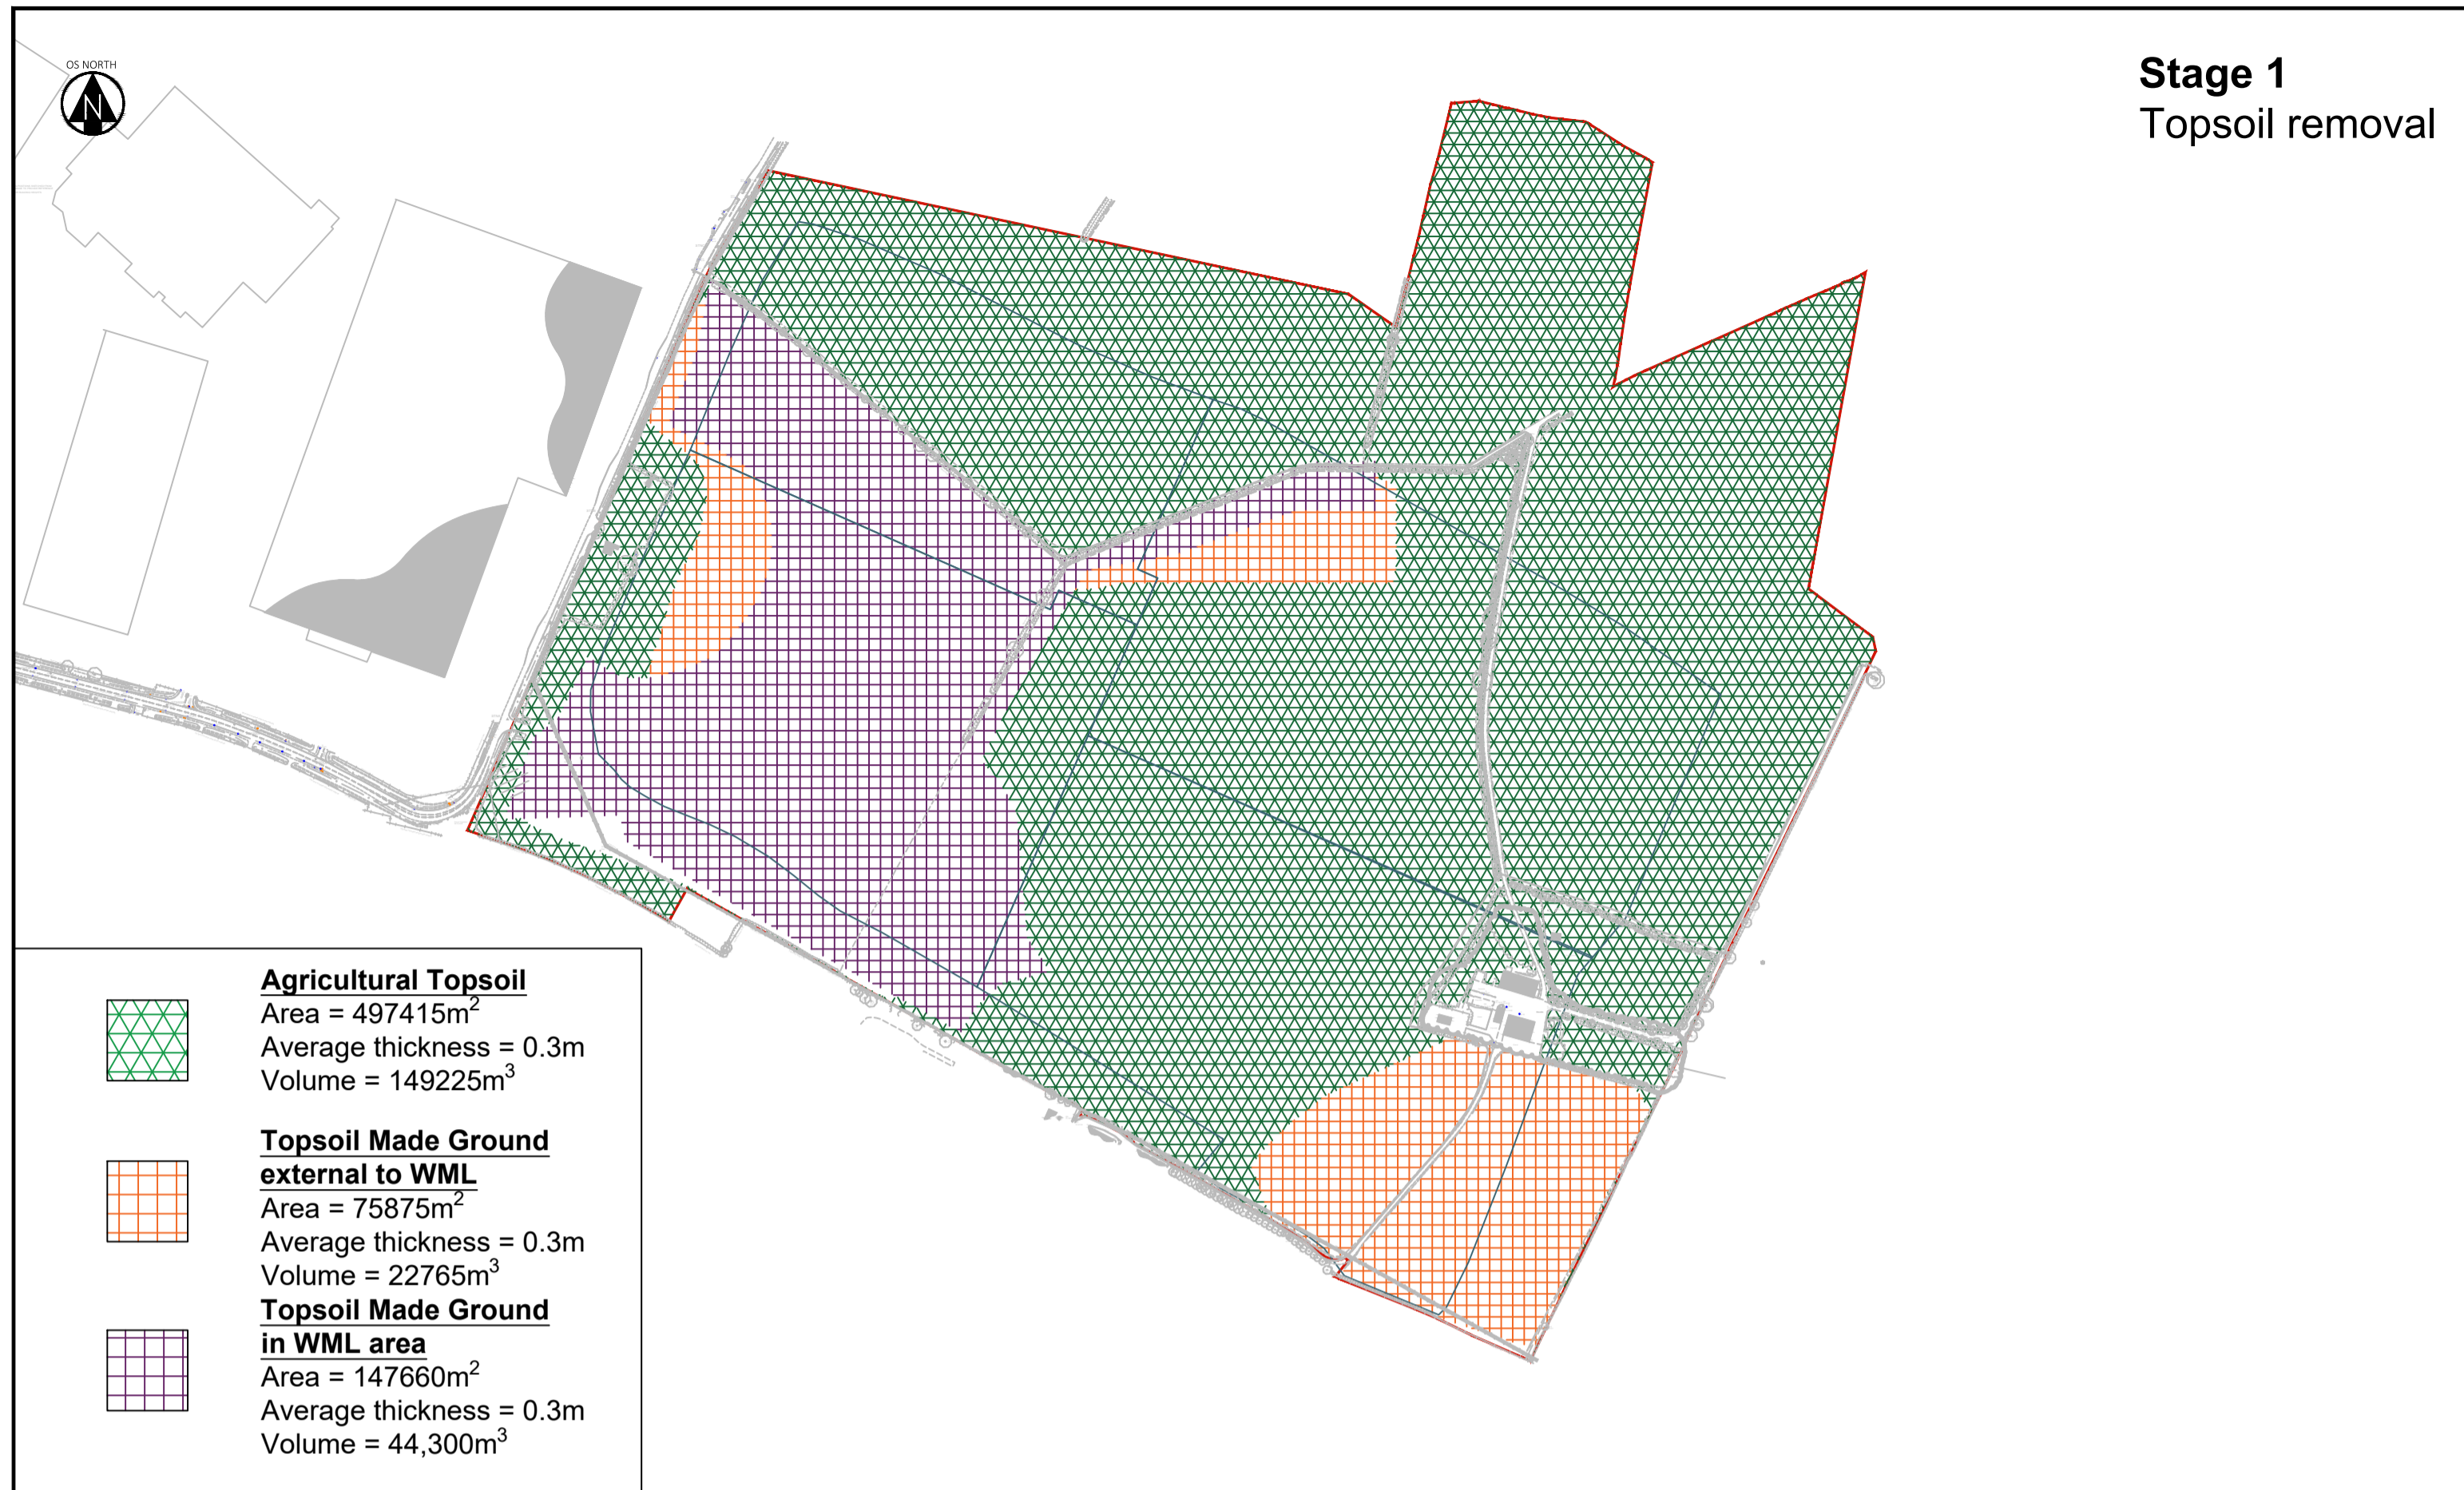 OS NORTH
N
Stage 1
Topsoil removal
Agricultural Topsoil
Area = 497415m²
Average thickness = 0.3m
Volume = 149225m³
Topsoil Made Ground
external to WML
Area = 75875m²
Average thickness = 0.3m
Volume = 22765m³
Topsoil Made Ground
in WML area
Area = 147660m²
Average thickness = 0.3m
Volume = 44,300m³